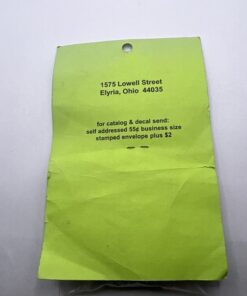 1575 Lowell Street
Elyria, Ohio 44035
for catalog & decal send:
self addressed 55¢ business size
stamped envelope plus $2